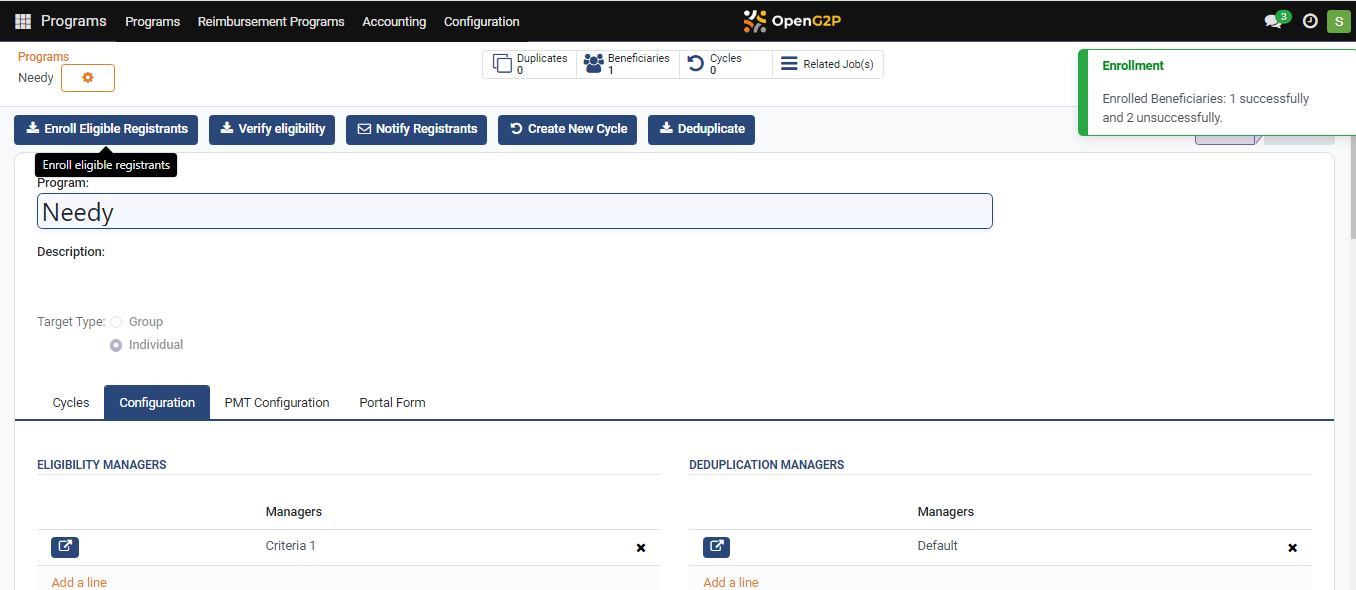 Programs Programs Reimbursement Programs Accounting Configuration OpenG2P 3 S
Programs
Needy
Duplicates 0 Beneficiaries 1 Cycles 0 Related Job(s)
Enrollment
Enrolled Beneficiaries: 1 successfully
and 2 unsuccessfully.
Enroll Eligible Registrants Verify eligibility Notify Registrants Create New Cycle Deduplicate
Enroll eligible registrants
Program:
Needy
Description:
Target Type: Group
Individual
Cycles Configuration PMT Configuration Portal Form
ELIGIBILITY MANAGERS DEDUPLICATION MANAGERS
Managers Managers
Criteria 1 Default
Add a line Add a line